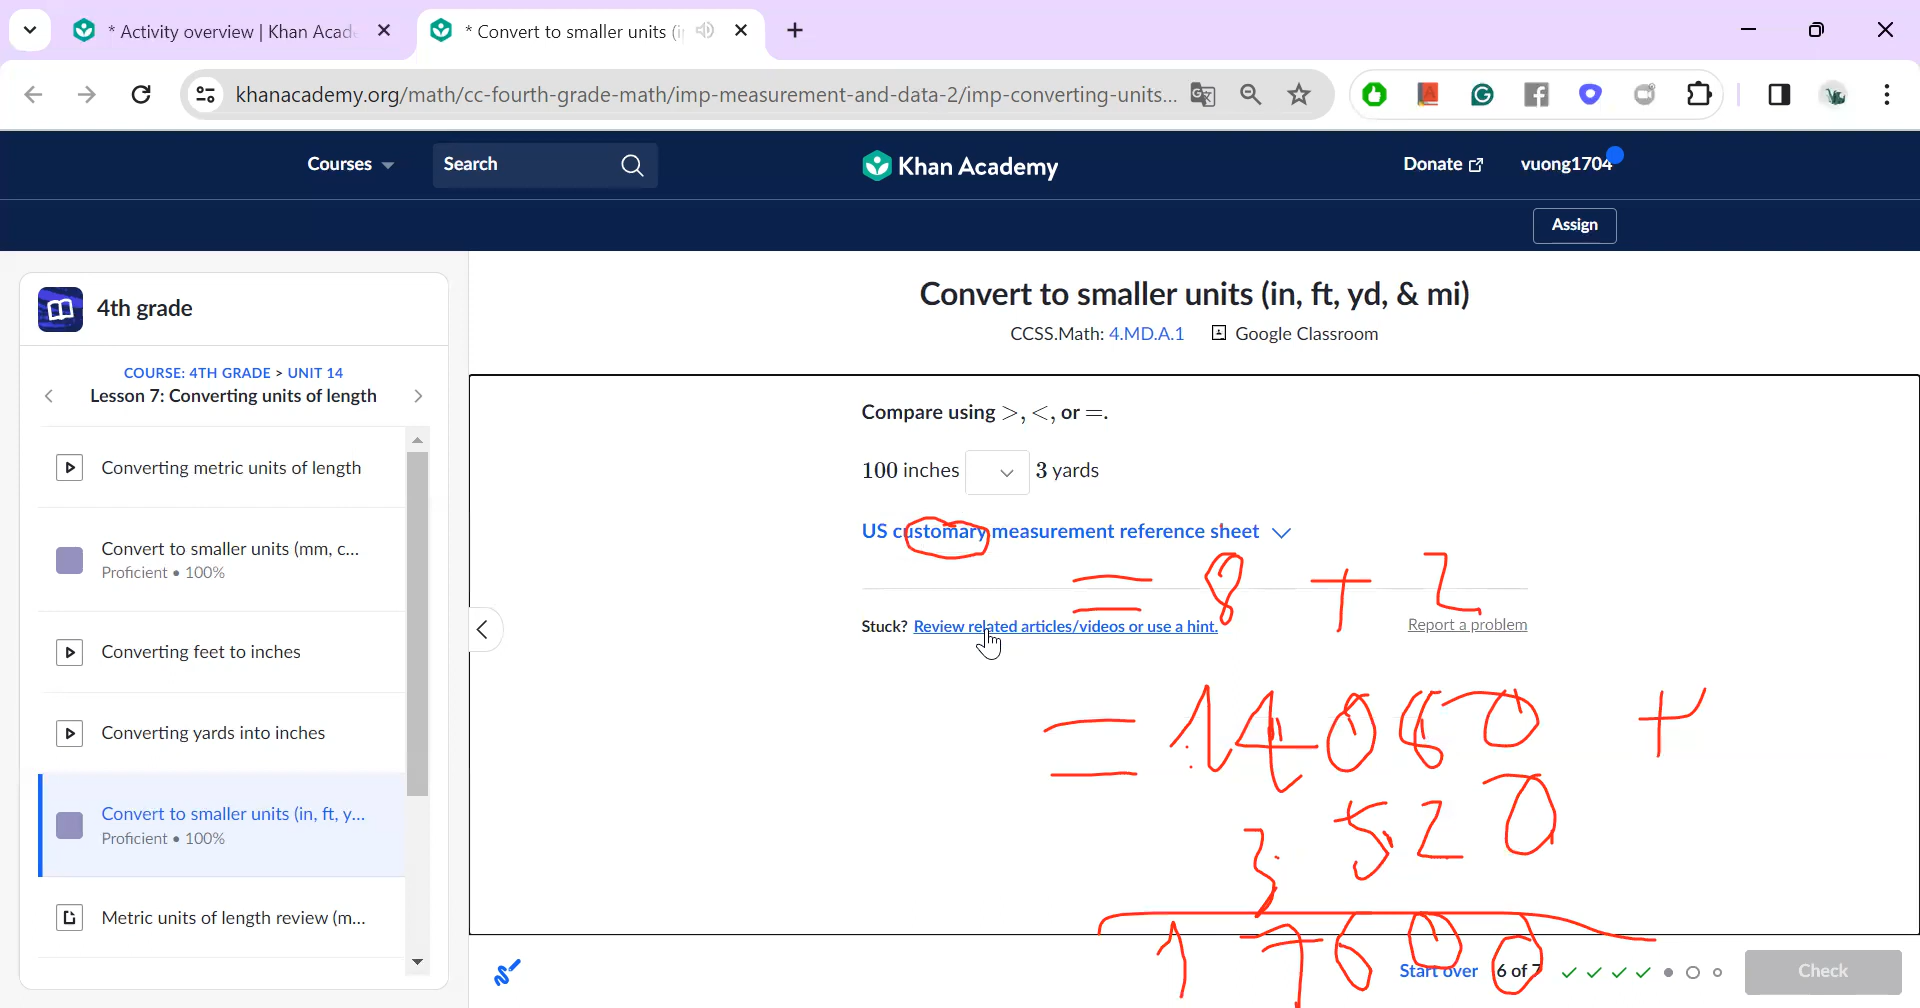 * Activity overview | Khan Acad
* Convert to smaller units (i
khanacademy.org/math/cc-fourth-grade-math/imp-measurement-and-data-2/imp-converting-units...
Courses
Search
Khan Academy
Donate
vuong1704
Assign
4th grade
COURSE: 4TH GRADE > UNIT 14
Lesson 7: Converting units of length
Converting metric units of length
Convert to smaller units (mm, c...
Proficient • 100%
Converting feet to inches
Converting yards into inches
Convert to smaller units (in, ft, y...
Proficient • 100%
Metric units of length review (m...
Convert to smaller units (in, ft, yd, & mi)
CCSS.Math: 4.MD.A.1 Google Classroom
Compare using >, <, or =.
100 inches 3 yards
US customary measurement reference sheet
= 8 + 2
Stuck? Review related articles/videos or use a hint.
Report a problem
= 14080 +
3 520
17600
Start over 6 of 7
Check